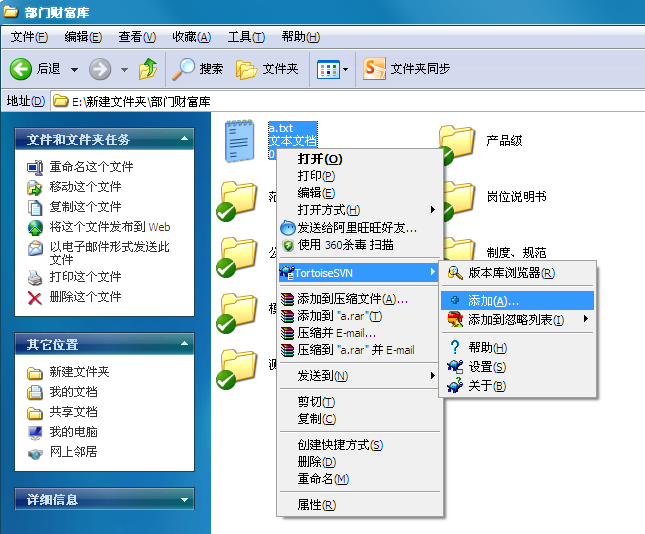 部门财富库
文件(F) 编辑(E) 查看(V) 收藏(A) 工具(T) 帮助(H)
后退 搜索 文件夹 文件夹同步
地址(D) E:\新建文件夹\部门财富库
文件和文件夹任务
重命名这个文件
移动这个文件
复制这个文件
将这个文件发布到 Web
以电子邮件形式发送此
文件
打印这个文件
删除这个文件
其它位置
新建文件夹
我的文档
共享文档
我的电脑
网上邻居
详细信息
a.txt
文本文档
产品级
岗位说明书
制度、规范
打开(O)
打印(P)
编辑(E)
打开方式(H)
发送给阿里旺旺好友...
使用 360杀毒 扫描
TortoiseSVN
添加到压缩文件(A)...
添加到 "a.rar"(T)
压缩并 E-mail...
压缩到 "a.rar" 并 E-mail
发送到(N)
剪切(T)
复制(C)
创建快捷方式(S)
删除(D)
重命名(M)
属性(R)
版本库浏览器(R)
添加(A)...
添加到忽略列表(I)
帮助(H)
设置(S)
关于(B)